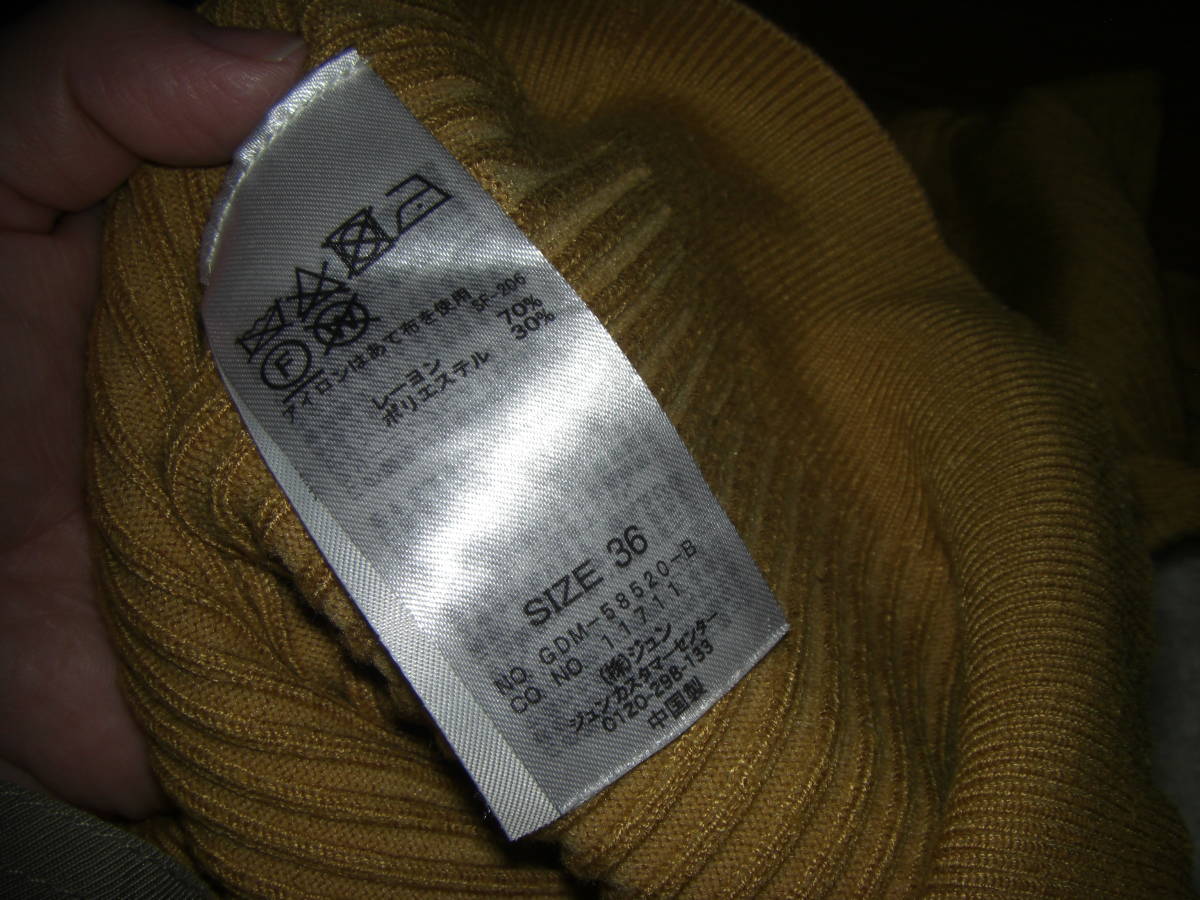 F
W
アイロンはあて布を使用
SF-206
レーヨン 70%
ポリエステル 30%
SIZE 36
NO GDM-58520-B
CO NO 11711
(株)ジュン
ジュンカスタマーセンター
0120-298-133
中国製